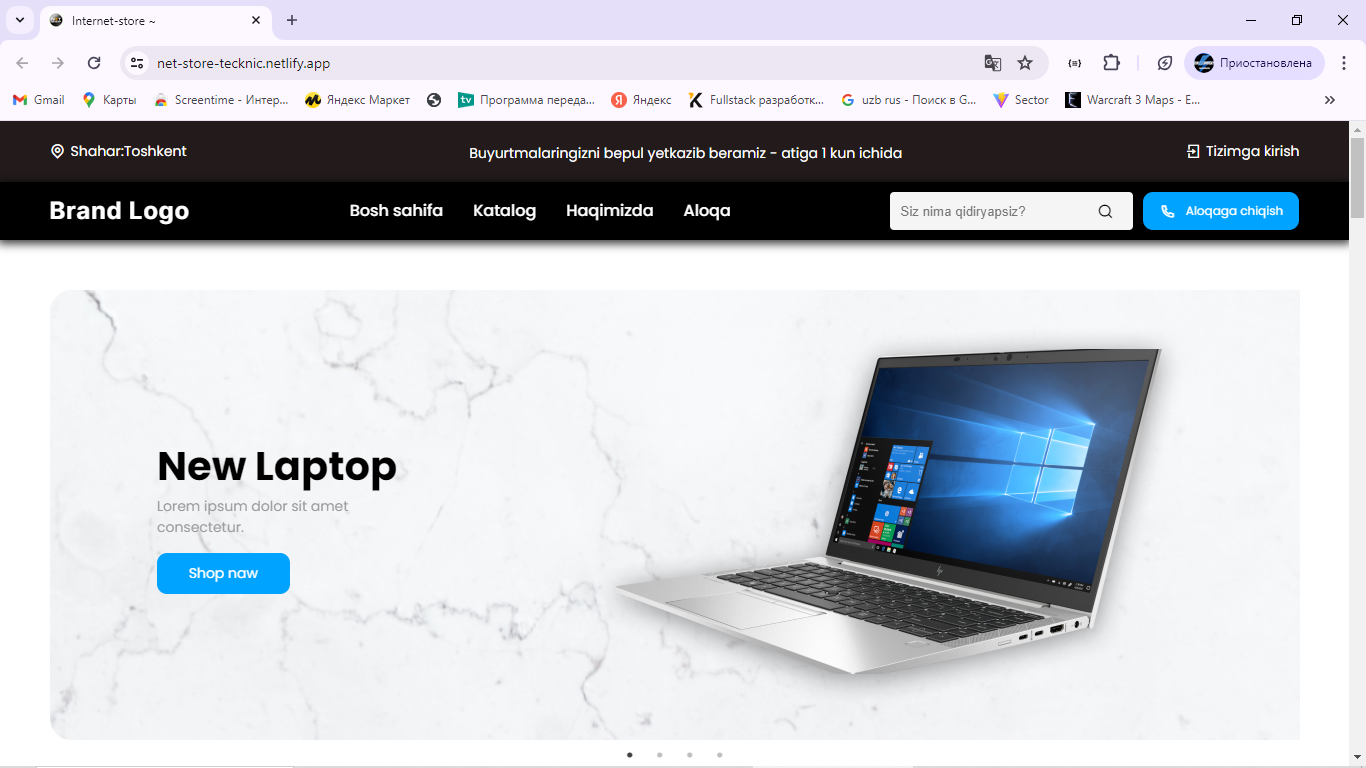 Internet-store ~
net-store-tecknic.netlify.app
Приостановлена
Gmail
Карты
Screentime - Интер...
Яндекс Маркет
Программа переда...
Яндекс
Fullstack разработк...
uzb rus - Поиск в G...
Sector
Warcraft 3 Maps - E...
Shahar:Toshkent
Buyurtmalaringizni bepul yetkazib beramiz - atiga 1 kun ichida
Tizimga kirish
Brand Logo
Bosh sahifa
Katalog
Haqimizda
Aloqa
Siz nima qidiryapsiz?
Aloqaga chiqish
New Laptop
Lorem ipsum dolor sit amet
consectetur.
Shop naw